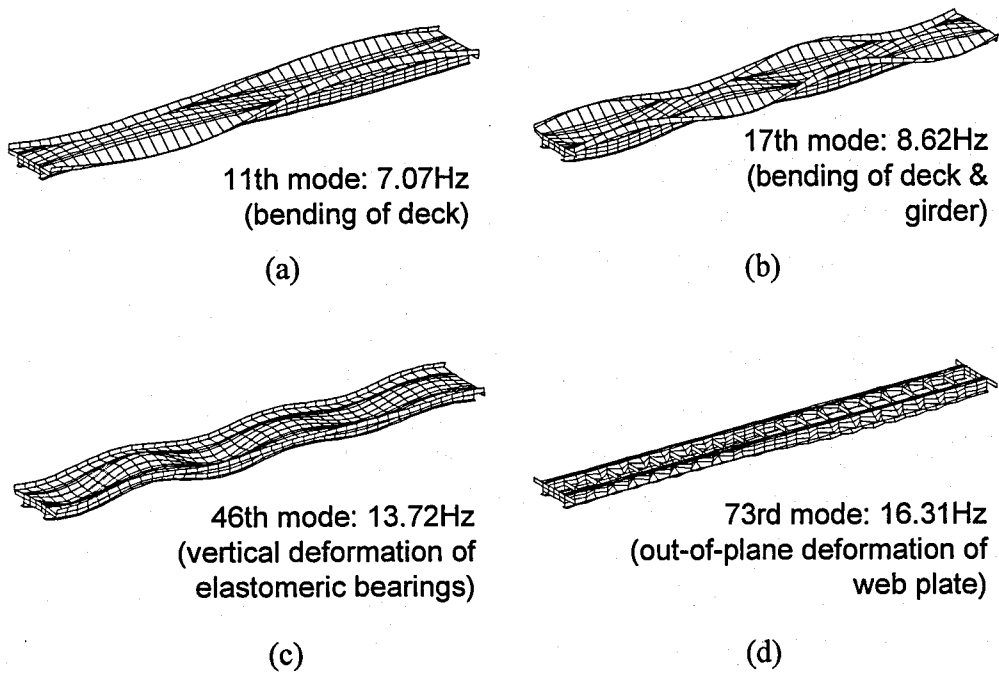 11th mode: 7.07Hz
(bending of deck)
(a)
17th mode: 8.62Hz
(bending of deck &
girder)
(b)
46th mode: 13.72Hz
(vertical deformation of
elastomeric bearings)
(c)
73rd mode: 16.31Hz
(out-of-plane deformation of
web plate)
(d)